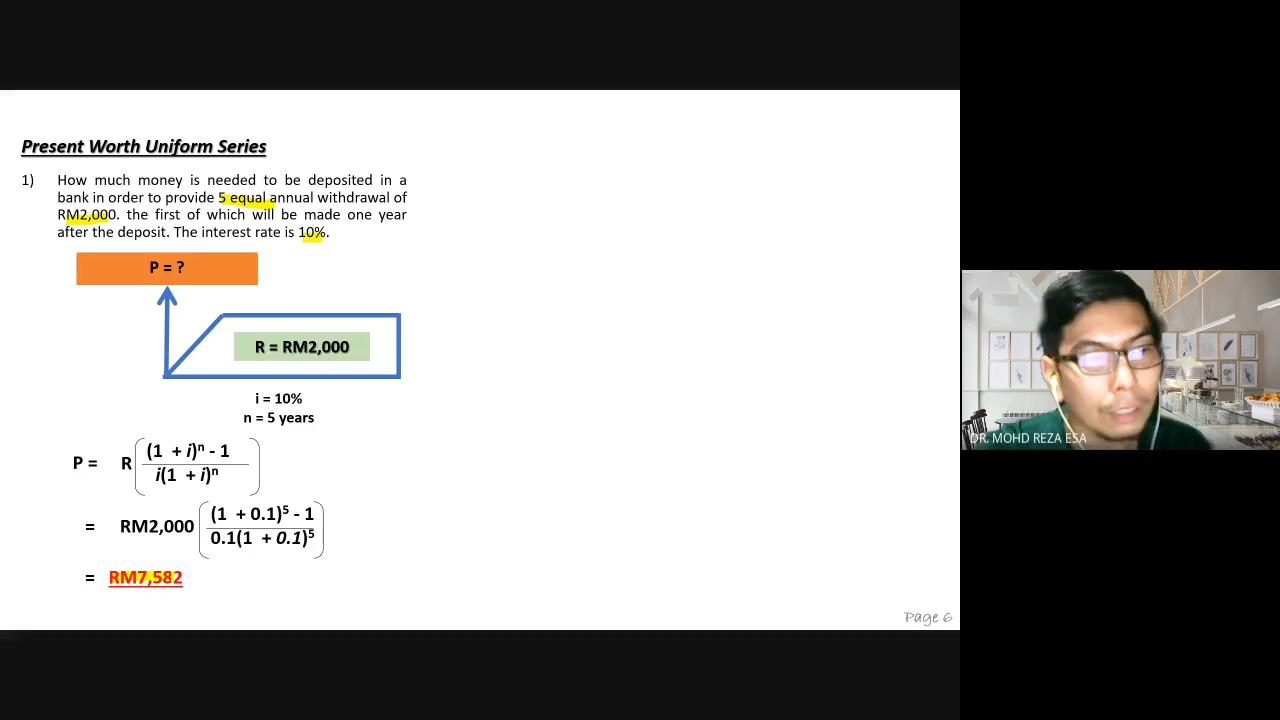 Present Worth Uniform Series
1) How much money is needed to be deposited in a
bank in order to provide 5 equal annual withdrawal of
RM2,000. the first of which will be made one year
after the deposit. The interest rate is 10%.
P = ?
R = RM2,000
i = 10%
n = 5 years
P = R (1 + i)ⁿ - 1
i(1 + i)ⁿ
= RM2,000 (1 + 0.1)⁵ - 1
0.1(1 + 0.1)⁵
= RM7,582
DR. MOHD REZA ESA
Page 6